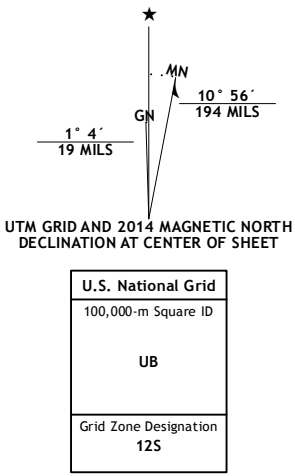 ★
MN
GN
10° 56´
194 MILS
1° 4´
19 MILS
UTM GRID AND 2014 MAGNETIC NORTH
DECLINATION AT CENTER OF SHEET
U.S. National Grid
100,000-m Square ID
UB
Grid Zone Designation
12S